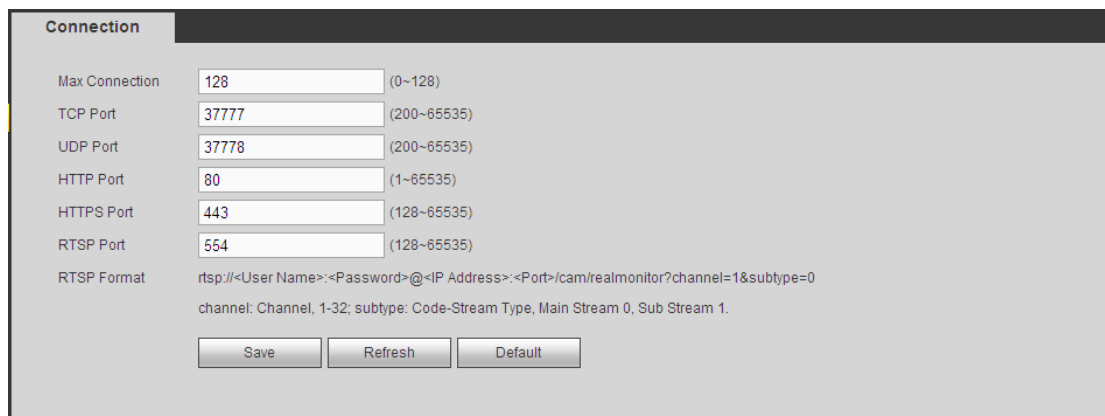 Connection
Max Connection 128 (0~128)
TCP Port 37777 (200~65535)
UDP Port 37778 (200~65535)
HTTP Port 80 (1~65535)
HTTPS Port 443 (128~65535)
RTSP Port 554 (128~65535)
RTSP Format rtsp://<User Name>:<Password>@<IP Address>:<Port>/cam/realmonitor?channel=1&subtype=0
channel: Channel, 1-32; subtype: Code-Stream Type, Main Stream 0, Sub Stream 1.
Save Refresh Default